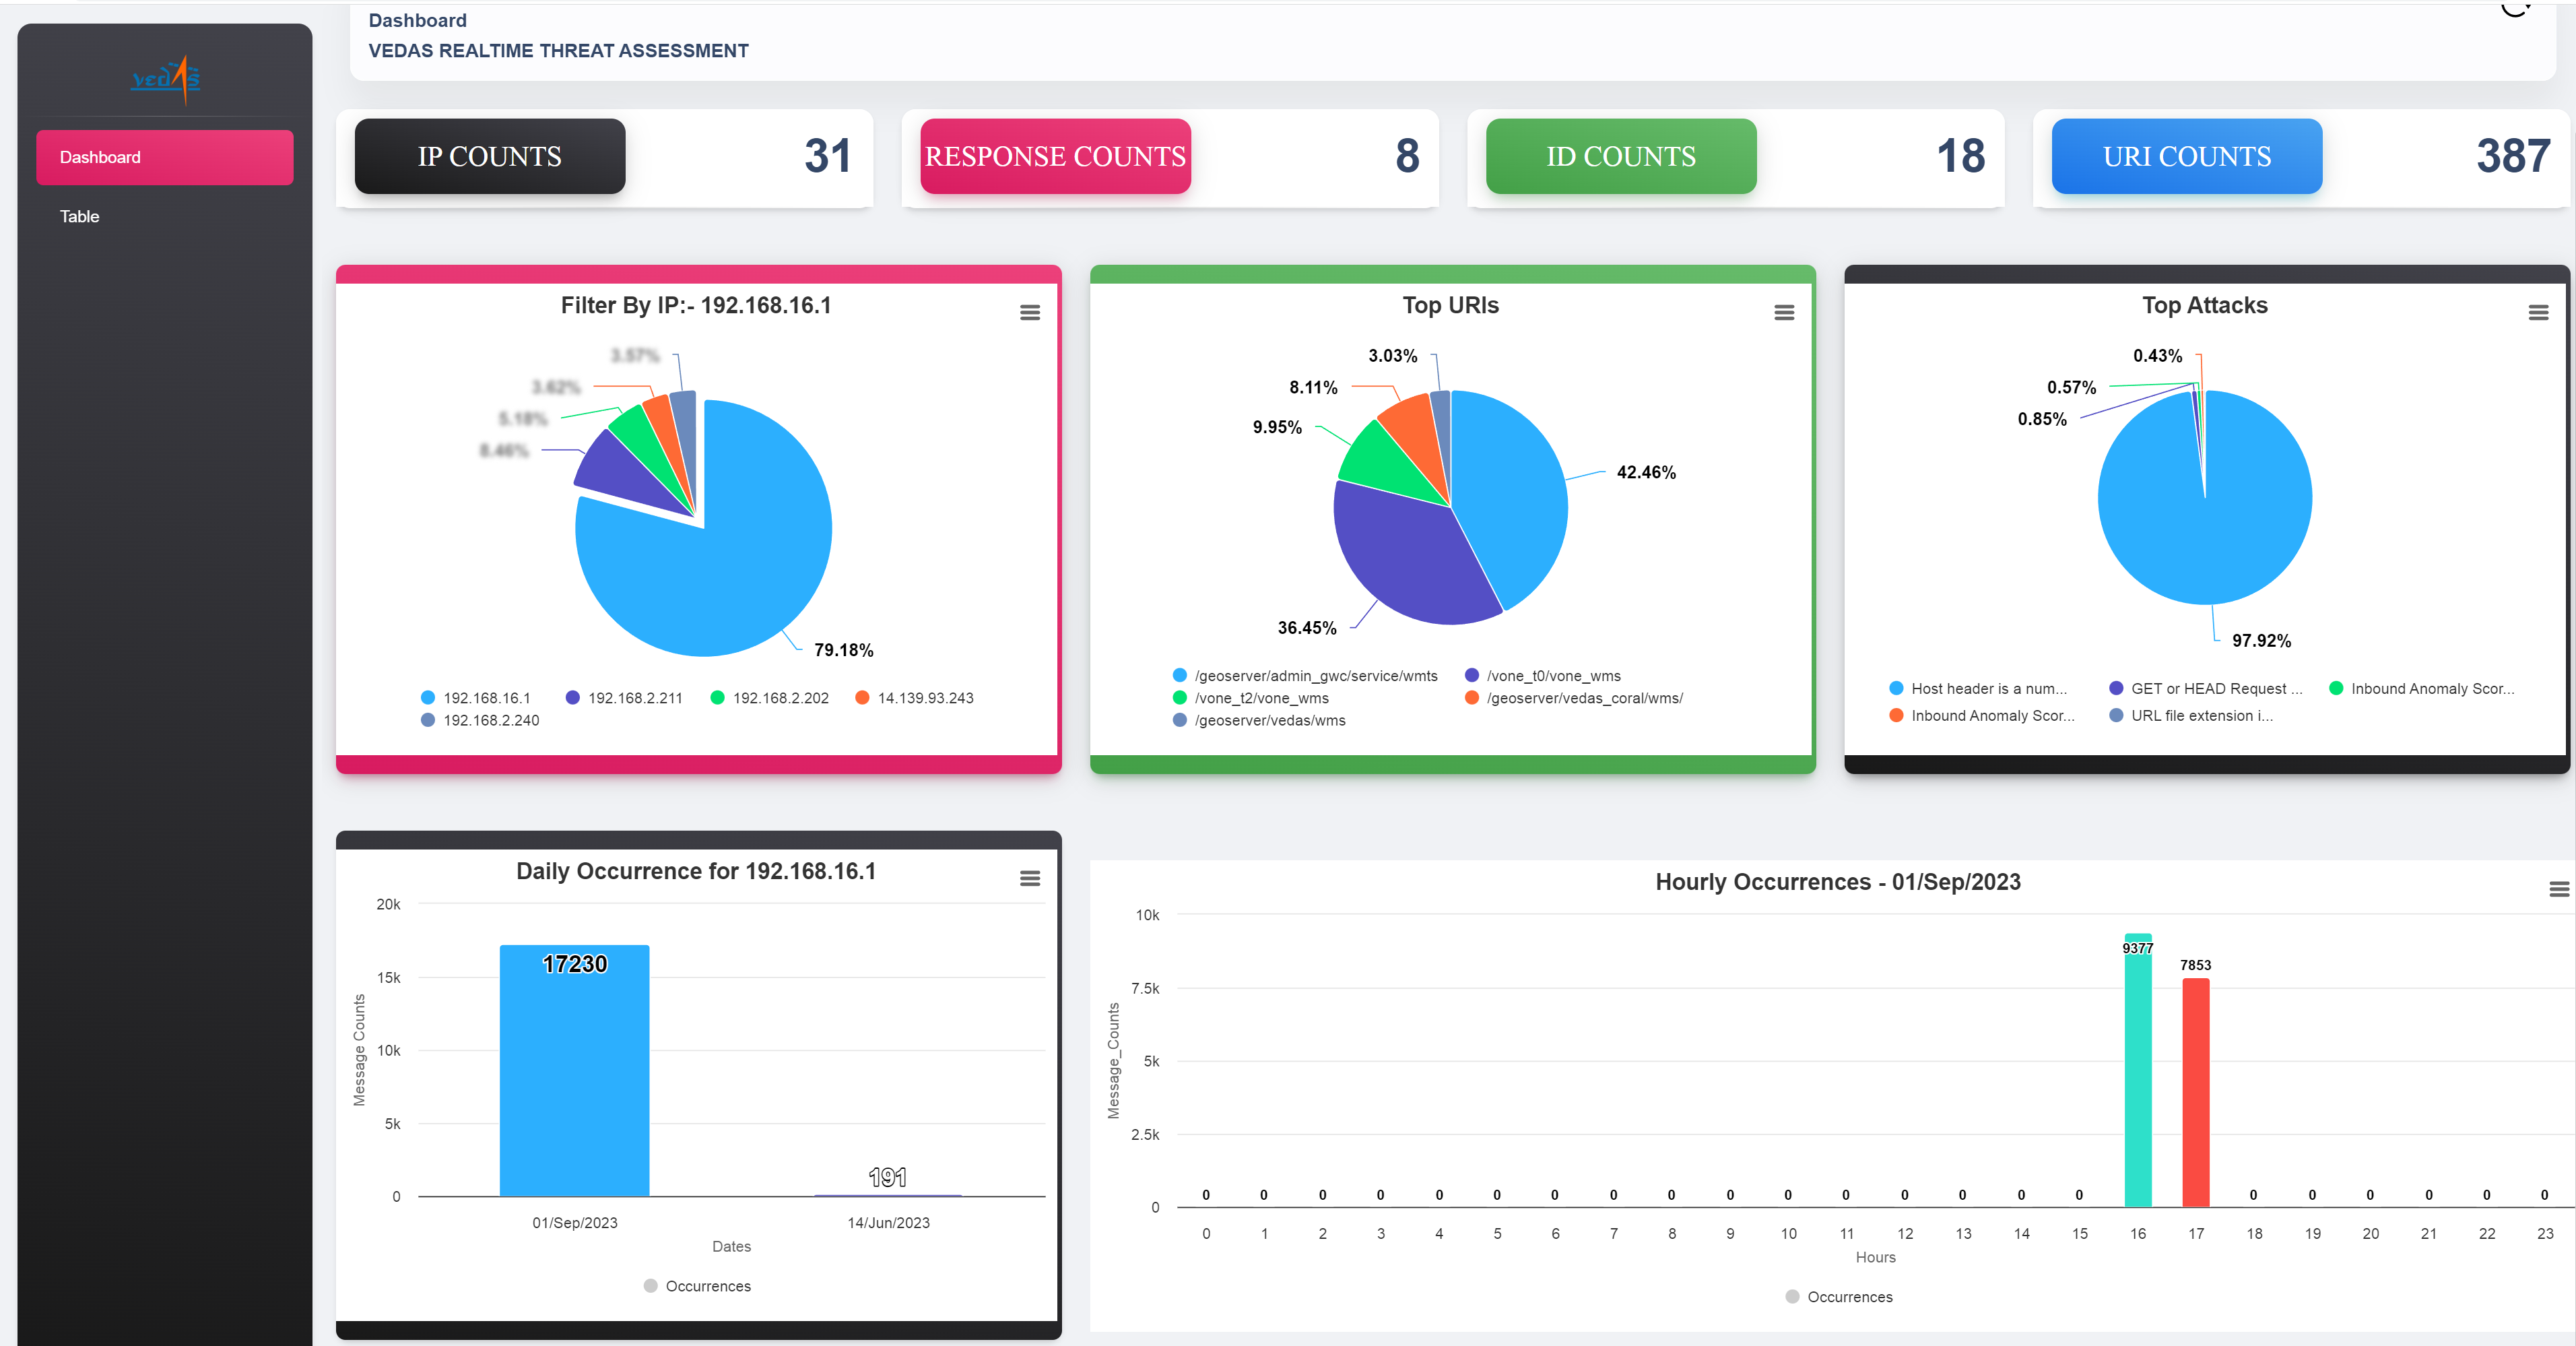 Dashboard
VEDAS REALTIME THREAT ASSESSMENT
vedas
Dashboard
Table
IP COUNTS
31
RESPONSE COUNTS
8
ID COUNTS
18
URI COUNTS
387
Filter By IP:- 192.168.16.1
3.57%
3.62%
5.18%
8.46%
79.18%
192.168.16.1 192.168.2.211 192.168.2.202 14.139.93.243
192.168.2.240
Top URIs
3.03%
8.11%
9.95%
42.46%
36.45%
/geoserver/admin_gwc/service/wmts /vone_t0/vone_wms
/vone_t2/vone_wms /geoserver/vedas_coral/wms/
/geoserver/vedas/wms
Top Attacks
0.43%
0.57%
0.85%
97.92%
Host header is a num... GET or HEAD Request ... Inbound Anomaly Scor...
Inbound Anomaly Scor... URL file extension i...
Daily Occurrence for 192.168.16.1
20k
15k
10k
5k
0
Message Counts
17230
191
01/Sep/2023 14/Jun/2023
Dates
Occurrences
Hourly Occurrences - 01/Sep/2023
10k
7.5k
5k
2.5k
0
Message_Counts
0 0 0 0 0 0 0 0 0 0 0 0 0 0 0 0 9377 7853 0 0 0 0 0 0
0 1 2 3 4 5 6 7 8 9 10 11 12 13 14 15 16 17 18 19 20 21 22 23
Hours
Occurrences